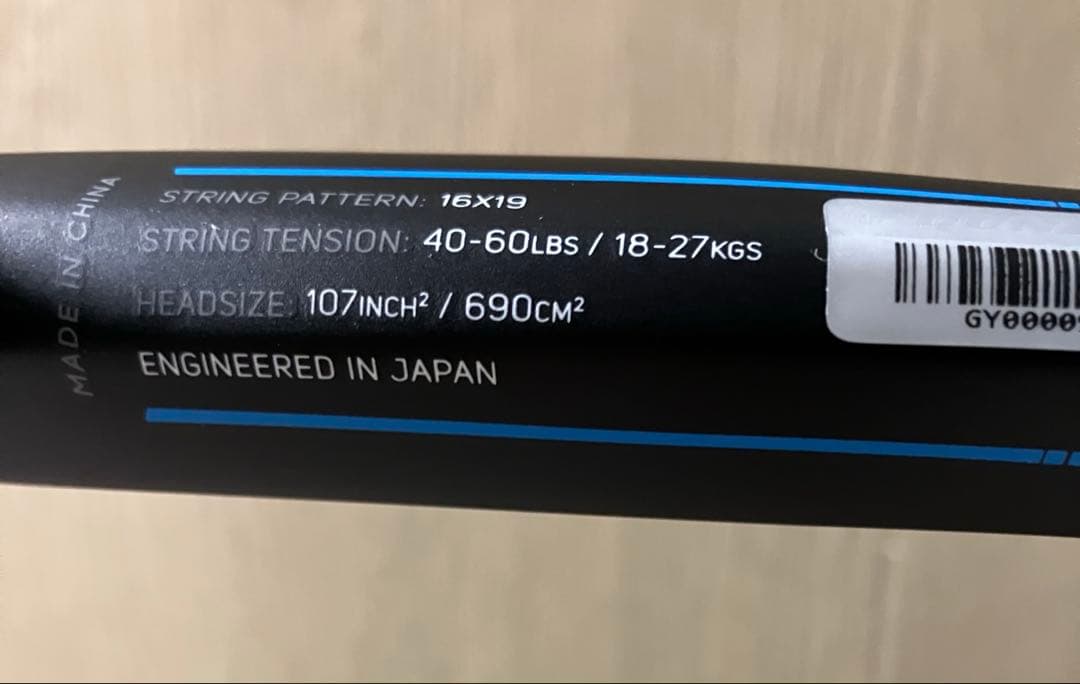 STRING PATTERN: 16X19
STRING TENSION: 40-60LBS / 18-27KGS
HEADSIZE: 107INCH² / 690CM²
ENGINEERED IN JAPAN
MADE IN CHINA